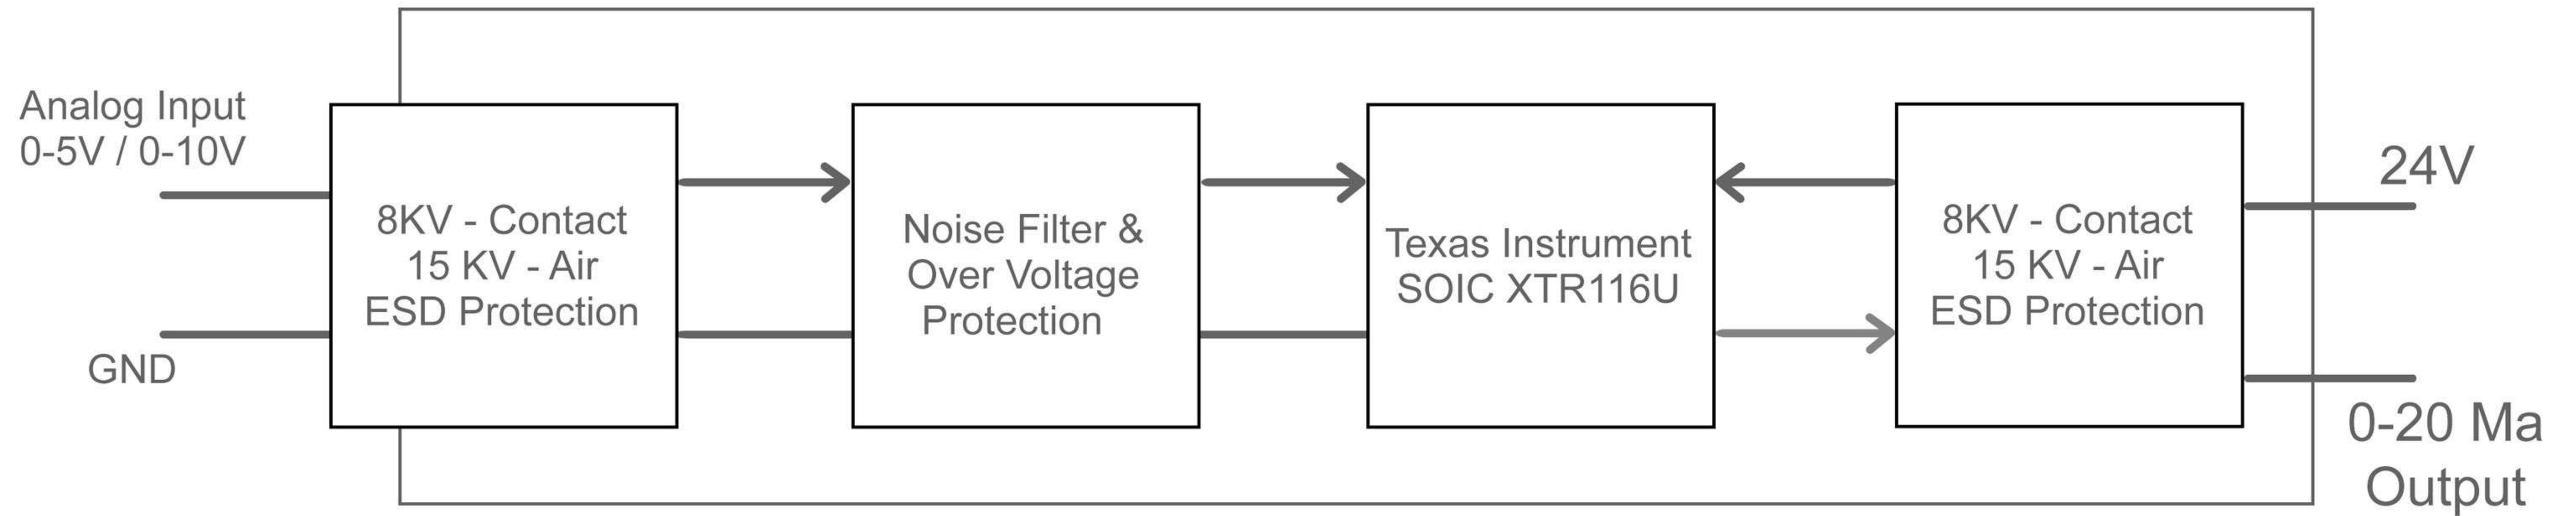 Analog Input
0-5V / 0-10V
GND
8KV - Contact
15 KV - Air
ESD Protection
Noise Filter &
Over Voltage
Protection
Texas Instrument
SOIC XTR116U
8KV - Contact
15 KV - Air
ESD Protection
24V
0-20 Ma
Output